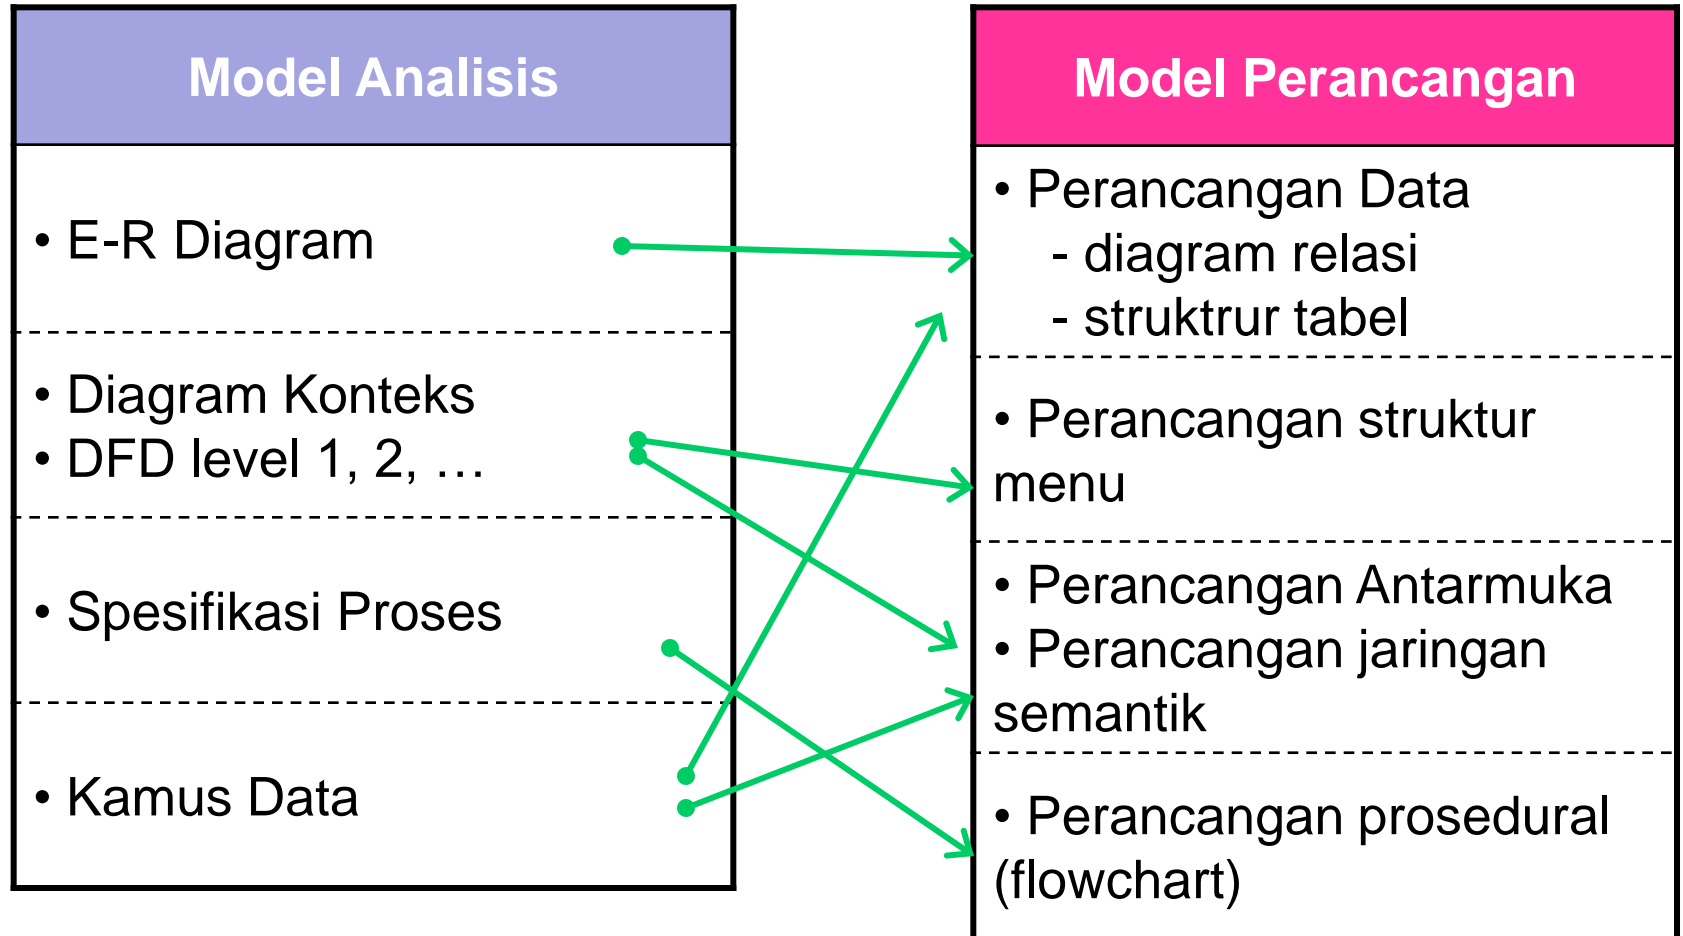 Model Analisis
• E-R Diagram
• Diagram Konteks
• DFD level 1, 2, …
• Spesifikasi Proses
• Kamus Data
Model Perancangan
• Perancangan Data
- diagram relasi
- struktrur tabel
• Perancangan struktur
menu
• Perancangan Antarmuka
• Perancangan jaringan
semantik
• Perancangan prosedural
(flowchart)